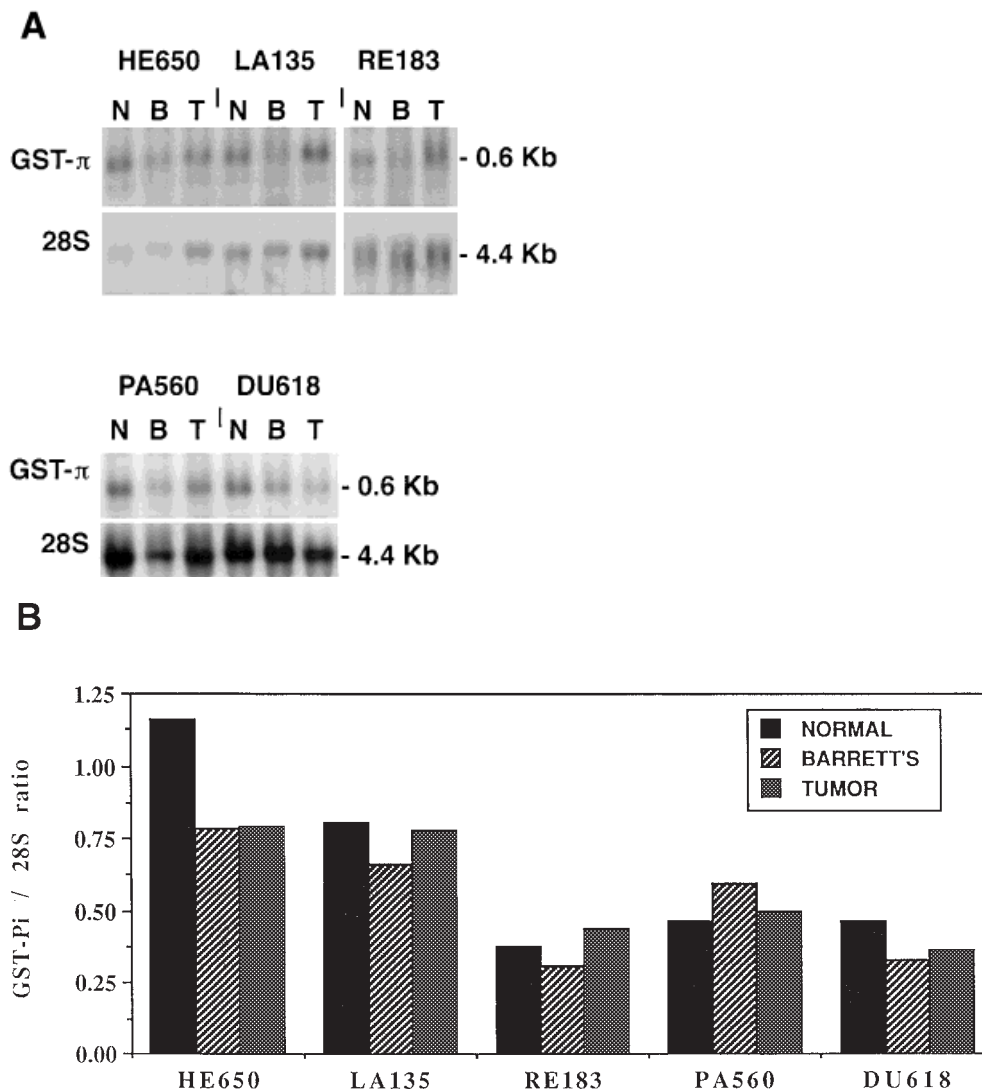 A
HE650 LA135 RE183
N B T N B T N B T
GST-π - 0.6 Kb
28S - 4.4 Kb
PA560 DU618
N B T N B T
GST-π - 0.6 Kb
28S - 4.4 Kb
B
1.25
1.00
0.75
0.50
0.25
0.00
GST-Pi / 28S ratio
NORMAL
BARRETT'S
TUMOR
HE650 LA135 RE183 PA560 DU618